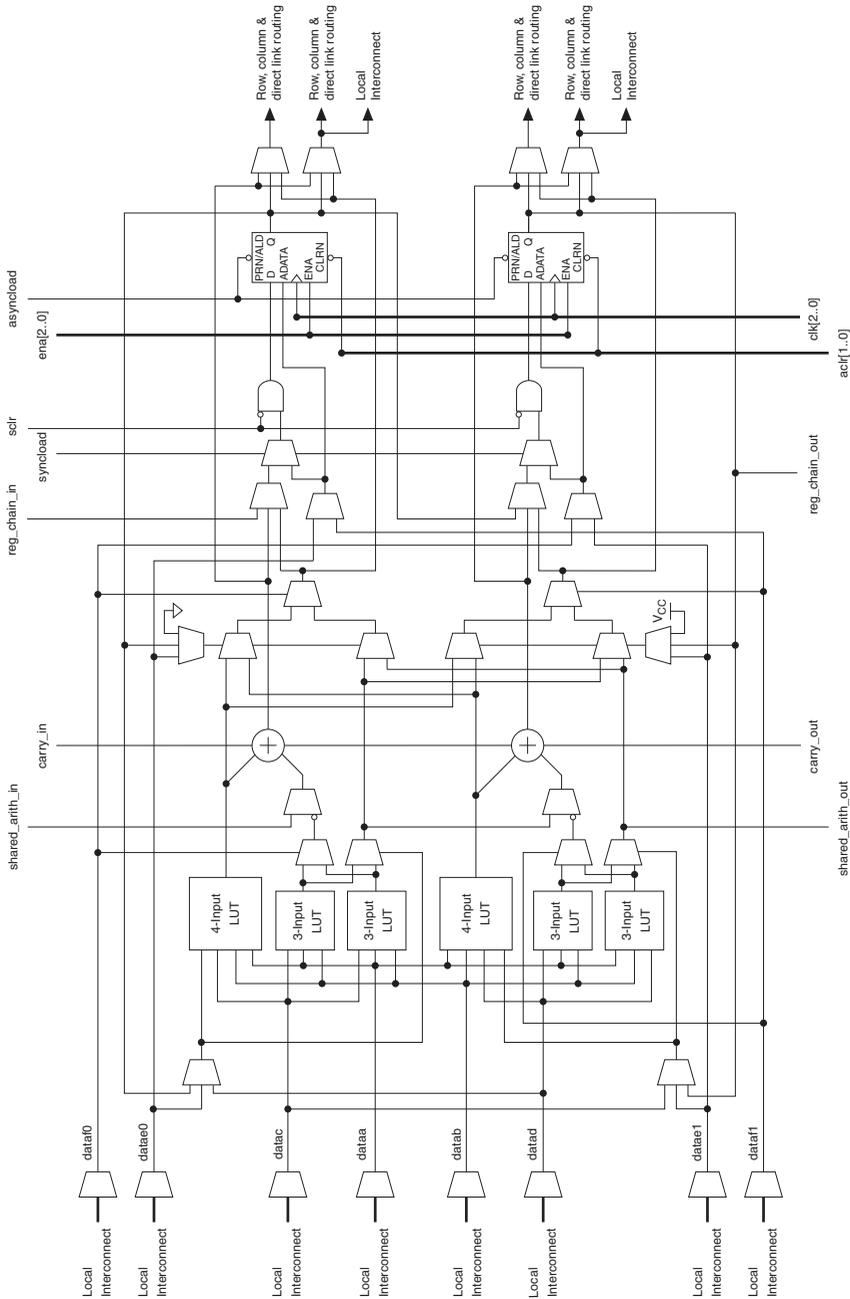 Row, column &
direct link routing
Row, column &
direct link routing
Local
Interconnect
Row, column &
direct link routing
Row, column &
direct link routing
Local
Interconnect
asyncload
ena[2..0]
sclr
syncload
reg_chain_in
carry_in
shared_arith_in
PRN/ALD
D
Q
ADATA
ENA
CLRN
PRN/ALD
D
Q
ADATA
ENA
CLRN
clk[2..0]
aclr[1..0]
reg_chain_out
VCC
+
+
carry_out
shared_arith_out
4-Input
LUT
3-Input
LUT
3-Input
LUT
4-Input
LUT
3-Input
LUT
3-Input
LUT
dataf0
datae0
datac
dataa
datab
datad
datae1
dataf1
Local
Interconnect
Local
Interconnect
Local
Interconnect
Local
Interconnect
Local
Interconnect
Local
Interconnect
Local
Interconnect
Local
Interconnect